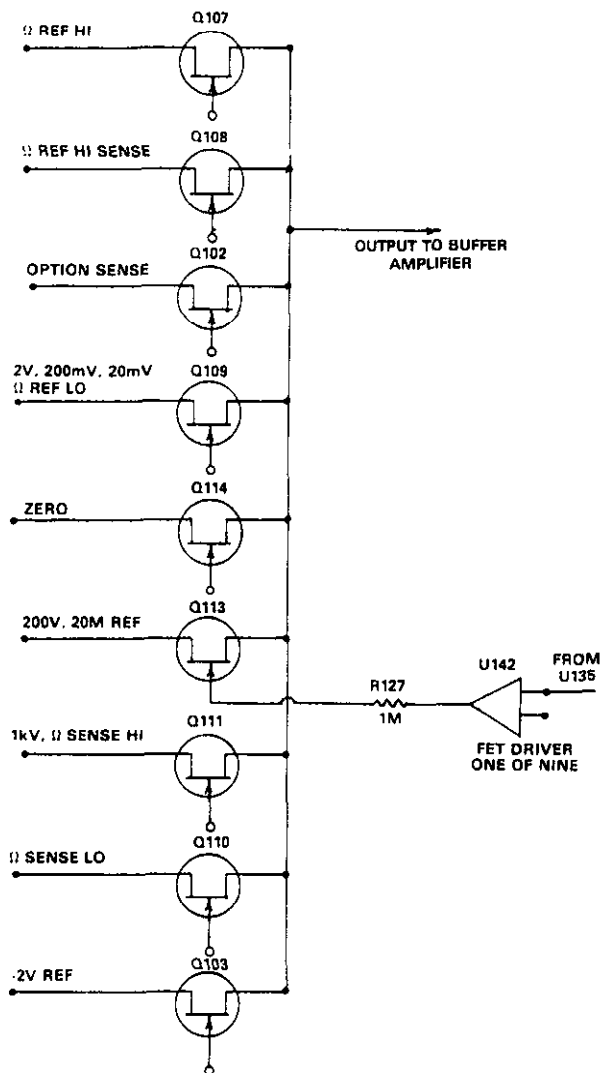 Q107
Ω REF HI
Q108
Ω REF HI SENSE
OUTPUT TO BUFFER
AMPLIFIER
Q102
OPTION SENSE
2V, 200mV, 20mV
Ω REF LO
Q109
Q114
ZERO
Q113
200V, 20M REF
U142
FROM
U135
R127
1M
FET DRIVER
ONE OF NINE
Q111
1kV, Ω SENSE HI
Q110
Ω SENSE LO
Q103
-2V REF